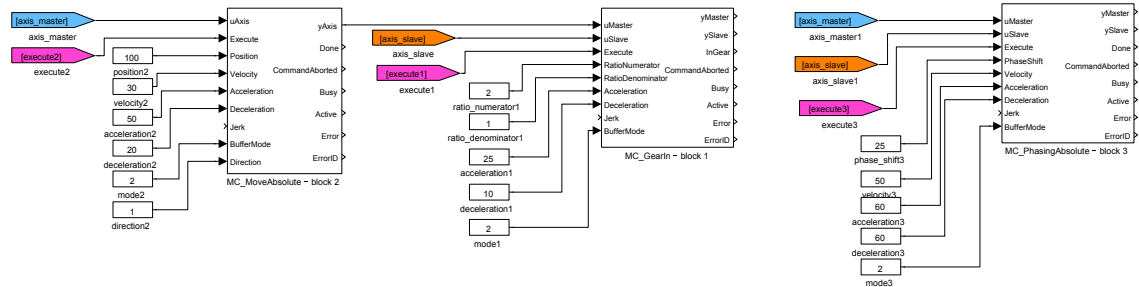 [axis_master]
axis_master
[execute2]
execute2
100
position2
30
velocity2
50
acceleration2
20
deceleration2
2
mode2
1
direction2
uAxis
Execute
Position
Velocity
Acceleration
Deceleration
Jerk
BufferMode
Direction
yAxis
Done
CommandAborted
Busy
Active
Error
ErrorID
MC_MoveAbsolute − block 2
[axis_slave]
axis_slave
[execute1]
execute1
2
ratio_numerator1
1
ratio_denominator1
25
acceleration1
10
deceleration1
2
mode1
uMaster
uSlave
Execute
RatioNumerator
RatioDenominator
Acceleration
Deceleration
Jerk
BufferMode
yMaster
ySlave
InGear
CommandAborted
Busy
Active
Error
ErrorID
MC_GearIn − block 1
[axis_master]
axis_master1
[axis_slave]
axis_slave1
[execute3]
execute3
25
phase_shift3
50
velocity3
60
acceleration3
60
deceleration3
2
mode3
uMaster
uSlave
Execute
PhaseShift
Velocity
Acceleration
Deceleration
Jerk
BufferMode
yMaster
ySlave
Done
CommandAborted
Busy
Active
Error
ErrorID
MC_PhasingAbsolute − block 3